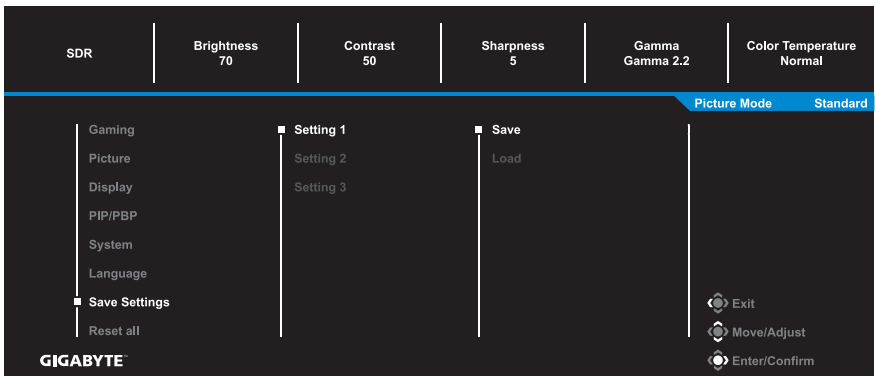 SDR
Brightness
70
Contrast
50
Sharpness
5
Gamma
Gamma 2.2
Color Temperature
Normal
Picture Mode Standard
Gaming
Picture
Display
PIP/PBP
System
Language
Save Settings
Reset all
Setting 1
Setting 2
Setting 3
Save
Load
Exit
Move/Adjust
Enter/Confirm
GIGABYTE™